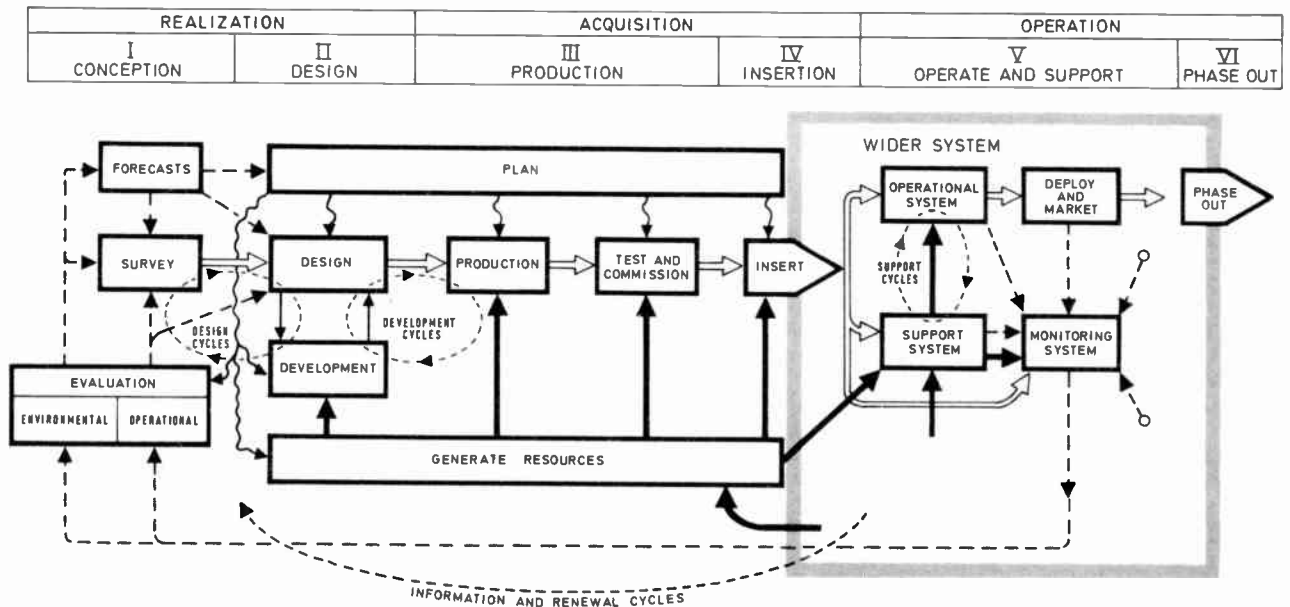 REALIZATION
ACQUISITION
OPERATION
I
II
III
IV
V
VI
CONCEPTION
DESIGN
PRODUCTION
INSERTION
OPERATE AND SUPPORT
PHASE OUT
WIDER SYSTEM
FORECASTS
PLAN
OPERATIONAL
SYSTEM
DEPLOY
AND
MARKET
PHASE
OUT
SURVEY
DESIGN
PRODUCTION
TEST AND
COMMISSION
INSERT
SUPPORT
CYCLES
DESIGN
CYCLES
DEVELOPMENT
CYCLES
SUPPORT
SYSTEM
MONITORING
SYSTEM
DEVELOPMENT
EVALUATION
ENVIRONMENTAL
OPERATIONAL
GENERATE RESOURCES
INFORMATION AND RENEWAL CYCLES